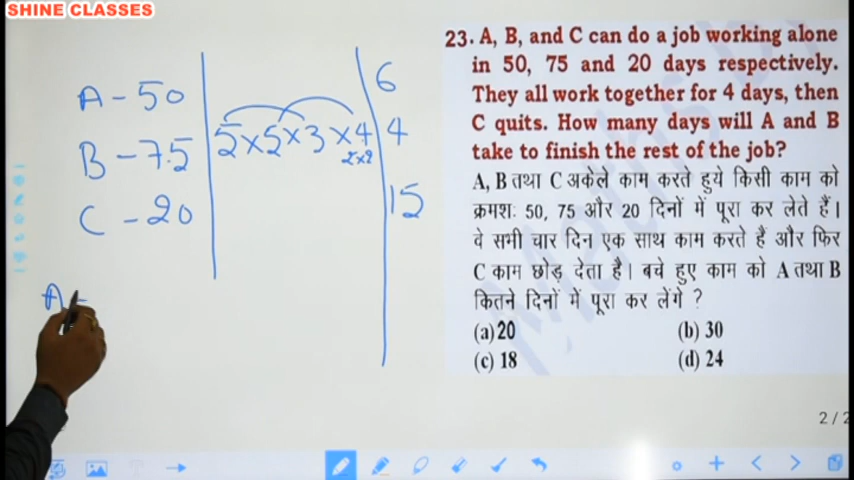 SHINE CLASSES
A - 50
B - 75
C - 20
5×5×3×4
2×2
6
4
15
A -
23. A, B, and C can do a job working alone
in 50, 75 and 20 days respectively.
They all work together for 4 days, then
C quits. How many days will A and B
take to finish the rest of the job?
A, B तथा C अकेले काम करते हुये किसी काम को
क्रमशः 50, 75 और 20 दिनों में पूरा कर लेते हैं।
वे सभी चार दिन एक साथ काम करते हैं और फिर
C काम छोड़ देता है। बचे हुए काम को A तथा B
कितने दिनों में पूरा कर लेंगे ?
(a) 20 (b) 30
(c) 18 (d) 24
2 / 2